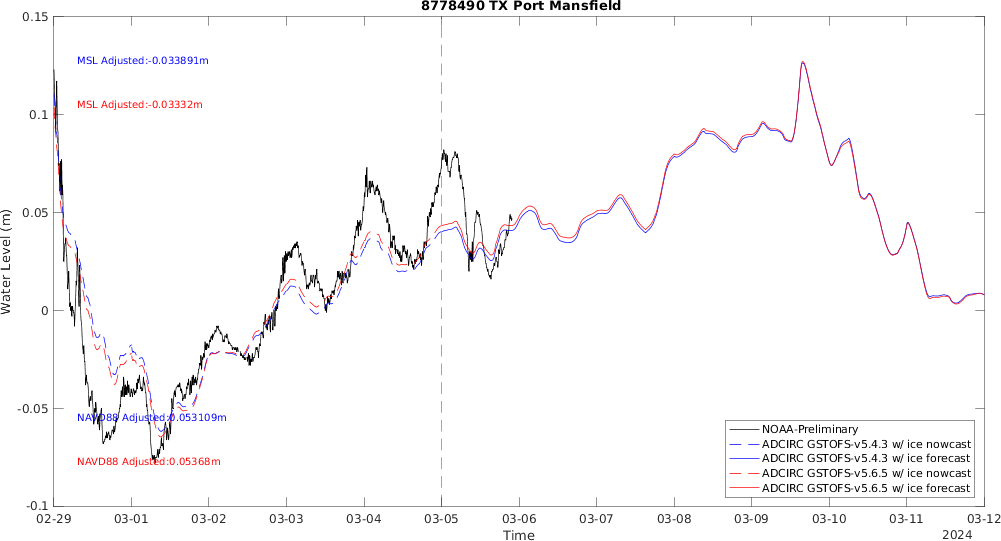 8778490 TX Port Mansfield
0.15
MSL Adjusted:-0.033891m
MSL Adjusted:-0.03332m
0.1
0.05
Water Level (m)
0
-0.05
NAVD88 Adjusted:0.053109m
NAVD88 Adjusted:0.05368m
-0.1
NOAA-Preliminary
ADCIRC GSTOFS-v5.4.3 w/ ice nowcast
ADCIRC GSTOFS-v5.4.3 w/ ice forecast
ADCIRC GSTOFS-v5.6.5 w/ ice nowcast
ADCIRC GSTOFS-v5.6.5 w/ ice forecast
02-29 03-01 03-02 03-03 03-04 03-05 03-06 03-07 03-08 03-09 03-10 03-11 03-12
Time
2024